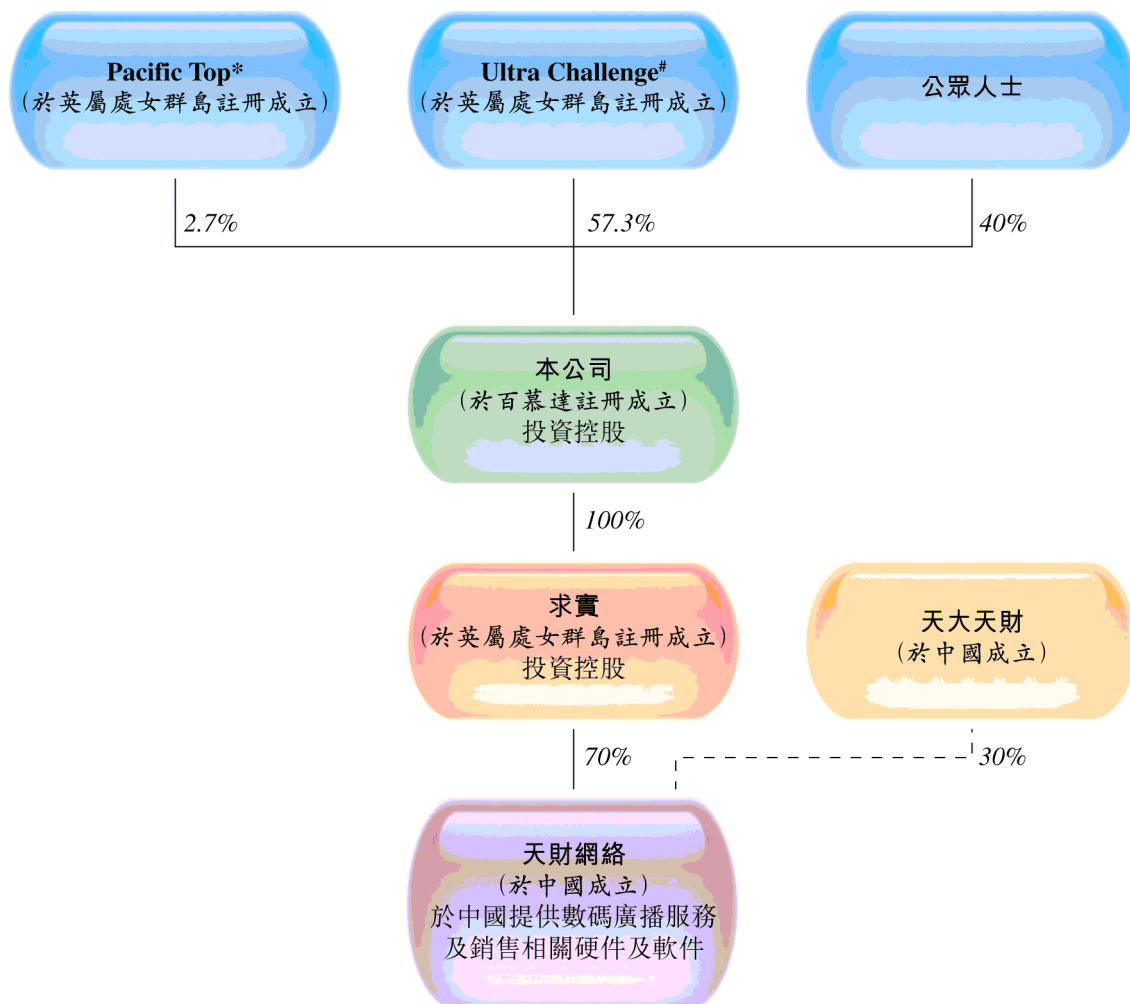 Pacific Top*
(於英屬處女群島註冊成立)
Ultra Challenge#
(於英屬處女群島註冊成立)
公眾人士
2.7%
57.3%
40%
本公司
(於百慕達註冊成立)
投資控股
100%
求實
(於英屬處女群島註冊成立)
投資控股
天大天財
(於中國成立)
70%
30%
天財網絡
(於中國成立)
於中國提供數碼廣播服務
及銷售相關硬件及軟件